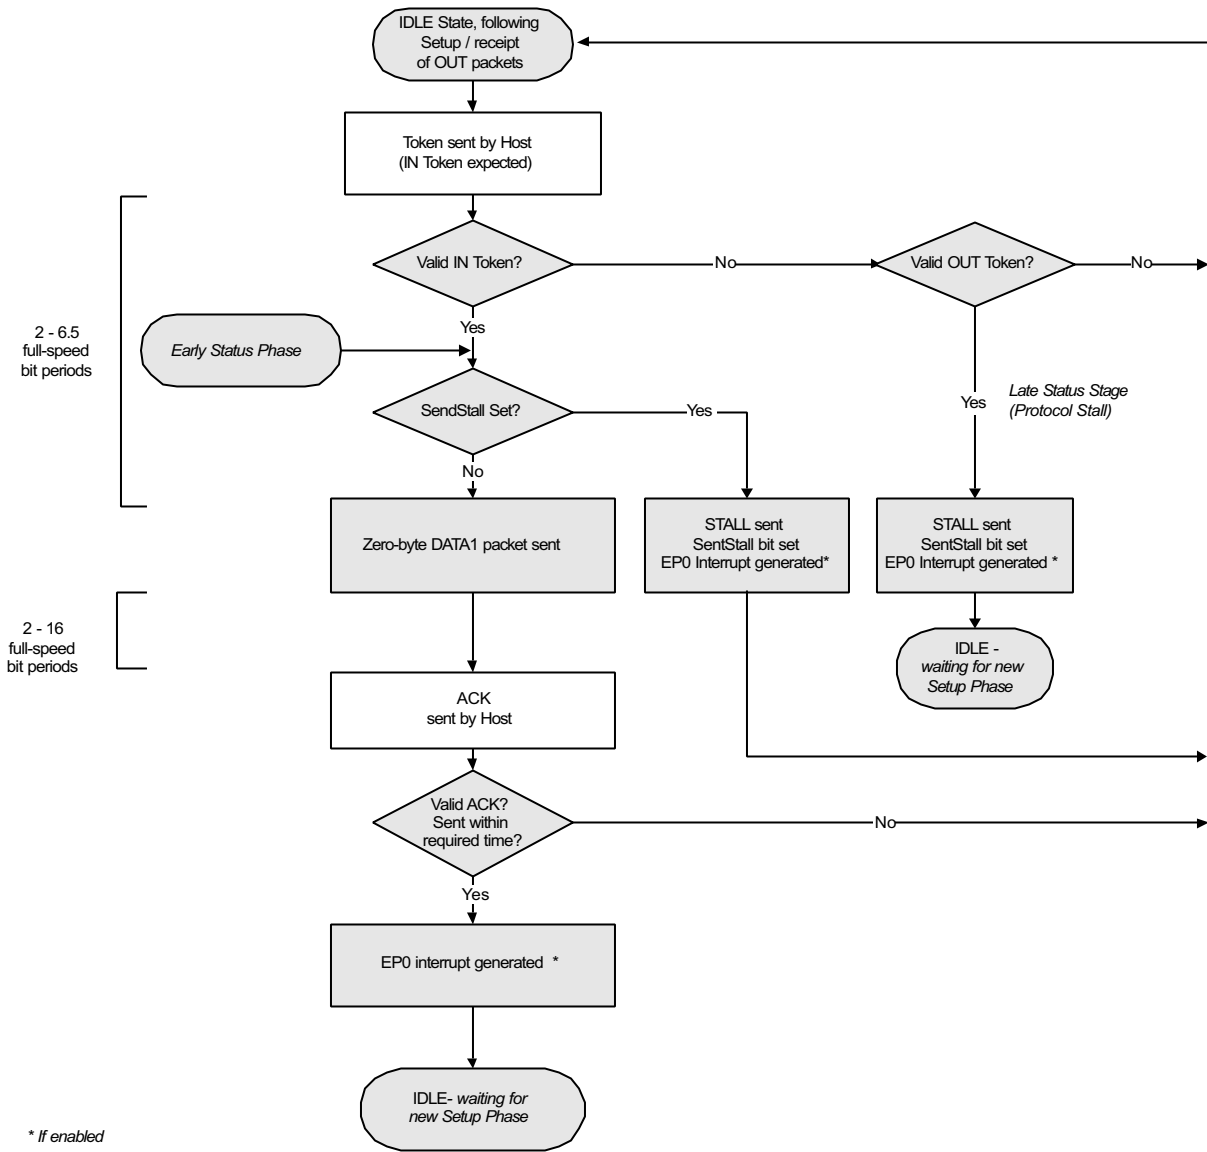 IDLE State, following
Setup / receipt
of OUT packets
Token sent by Host
(IN Token expected)
Valid IN Token?
No
Valid OUT Token?
No
Yes
2 - 6.5
full-speed
bit periods
Early Status Phase
SendStall Set?
Yes
Yes
Late Status Stage
(Protocol Stall)
No
Zero-byte DATA1 packet sent
STALL sent
SentStall bit set
EP0 Interrupt generated*
STALL sent
SentStall bit set
EP0 Interrupt generated *
2 - 16
full-speed
bit periods
IDLE -
waiting for new
Setup Phase
ACK
sent by Host
Valid ACK?
Sent within
required time?
No
Yes
EP0 interrupt generated *
IDLE- waiting for
new Setup Phase
* If enabled